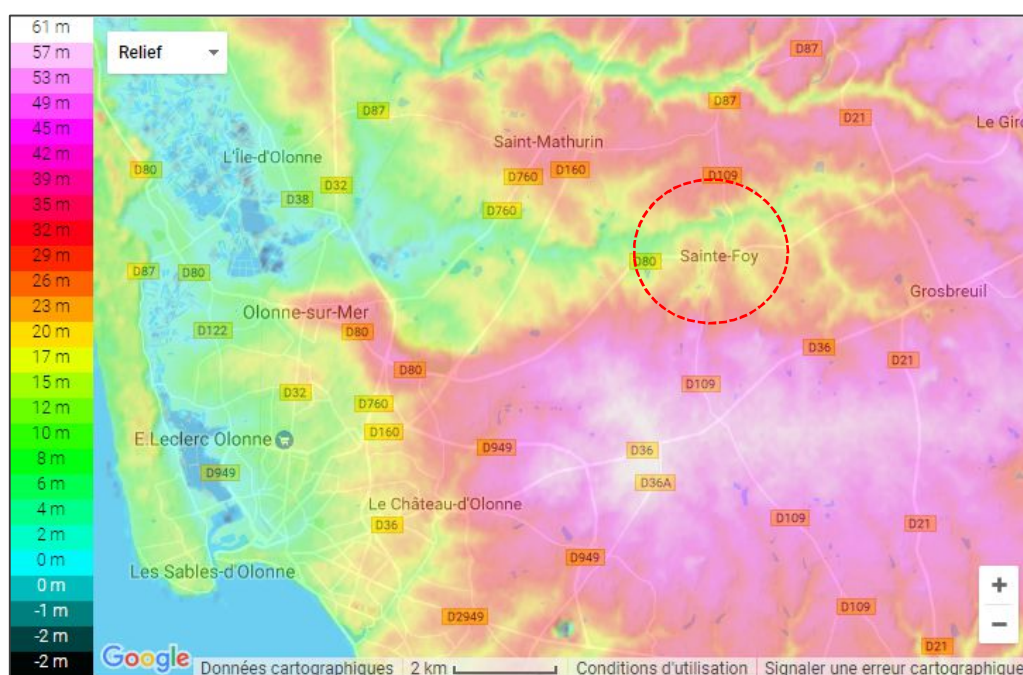 61 m
57 m
53 m
49 m
45 m
42 m
39 m
35 m
32 m
29 m
26 m
23 m
20 m
17 m
15 m
12 m
10 m
8 m
6 m
4 m
2 m
0 m
0 m
-1 m
-2 m
-2 m
Relief
D87
D87
D87
D21
Le Giro
Saint-Mathurin
L'Île-d'Olonne
D80
D760
D160
D109
D32
D38
D760
D80
Sainte-Foy
D87
D80
Grosbreuil
Olonne-sur-Mer
D122
D80
D36
D21
D80
D109
D32
D760
D160
E.Leclerc Olonne
D949
D36
D949
D36A
Le Château-d'Olonne
D36
D109
D21
D949
Les Sables-d'Olonne
D109
D2949
D21
+
−
Google
Données cartographiques
2 km
Conditions d'utilisation
Signaler une erreur cartographique